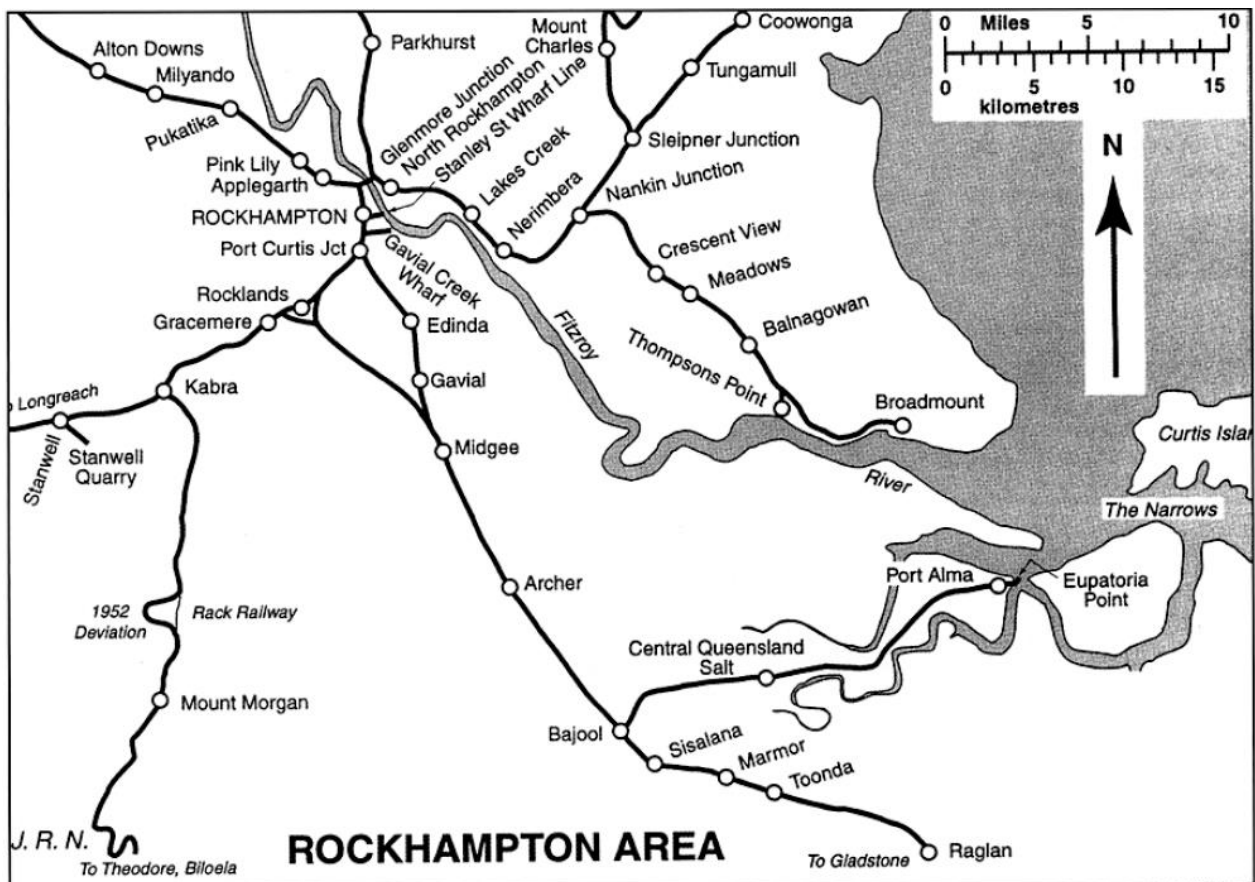 Coowonga
0 Miles 5 10
0 5 10 15
kilometres
N
Mount
Charles
Parkhurst
Alton Downs
Milyando
Pukatika
Tungamull
Glenmore Junction
North Rockhampton
Stanley St Wharf Line
Sleipner Junction
Lakes Creek
Pink Lily
Applegarth
Nerimbera
Nankin Junction
ROCKHAMPTON
Port Curtis Jct
Gavial Creek
Wharf
Crescent View
Meadows
Rocklands
Gracemere
Edinda
Fitzroy
Balnagowan
Thompsons Point
Gavial
Broadmount
Longreach
Kabra
Stanwell
Stanwell
Quarry
Midgee
River
Curtis Islan
The Narrows
Archer
Port Alma
Eupatoria
Point
1952
Deviation
Rack Railway
Central Queensland
Salt
Mount Morgan
Bajool
Sisalana
Marmor
Toonda
J. R. N.
To Theodore, Biloela
ROCKHAMPTON AREA
To Gladstone
Raglan